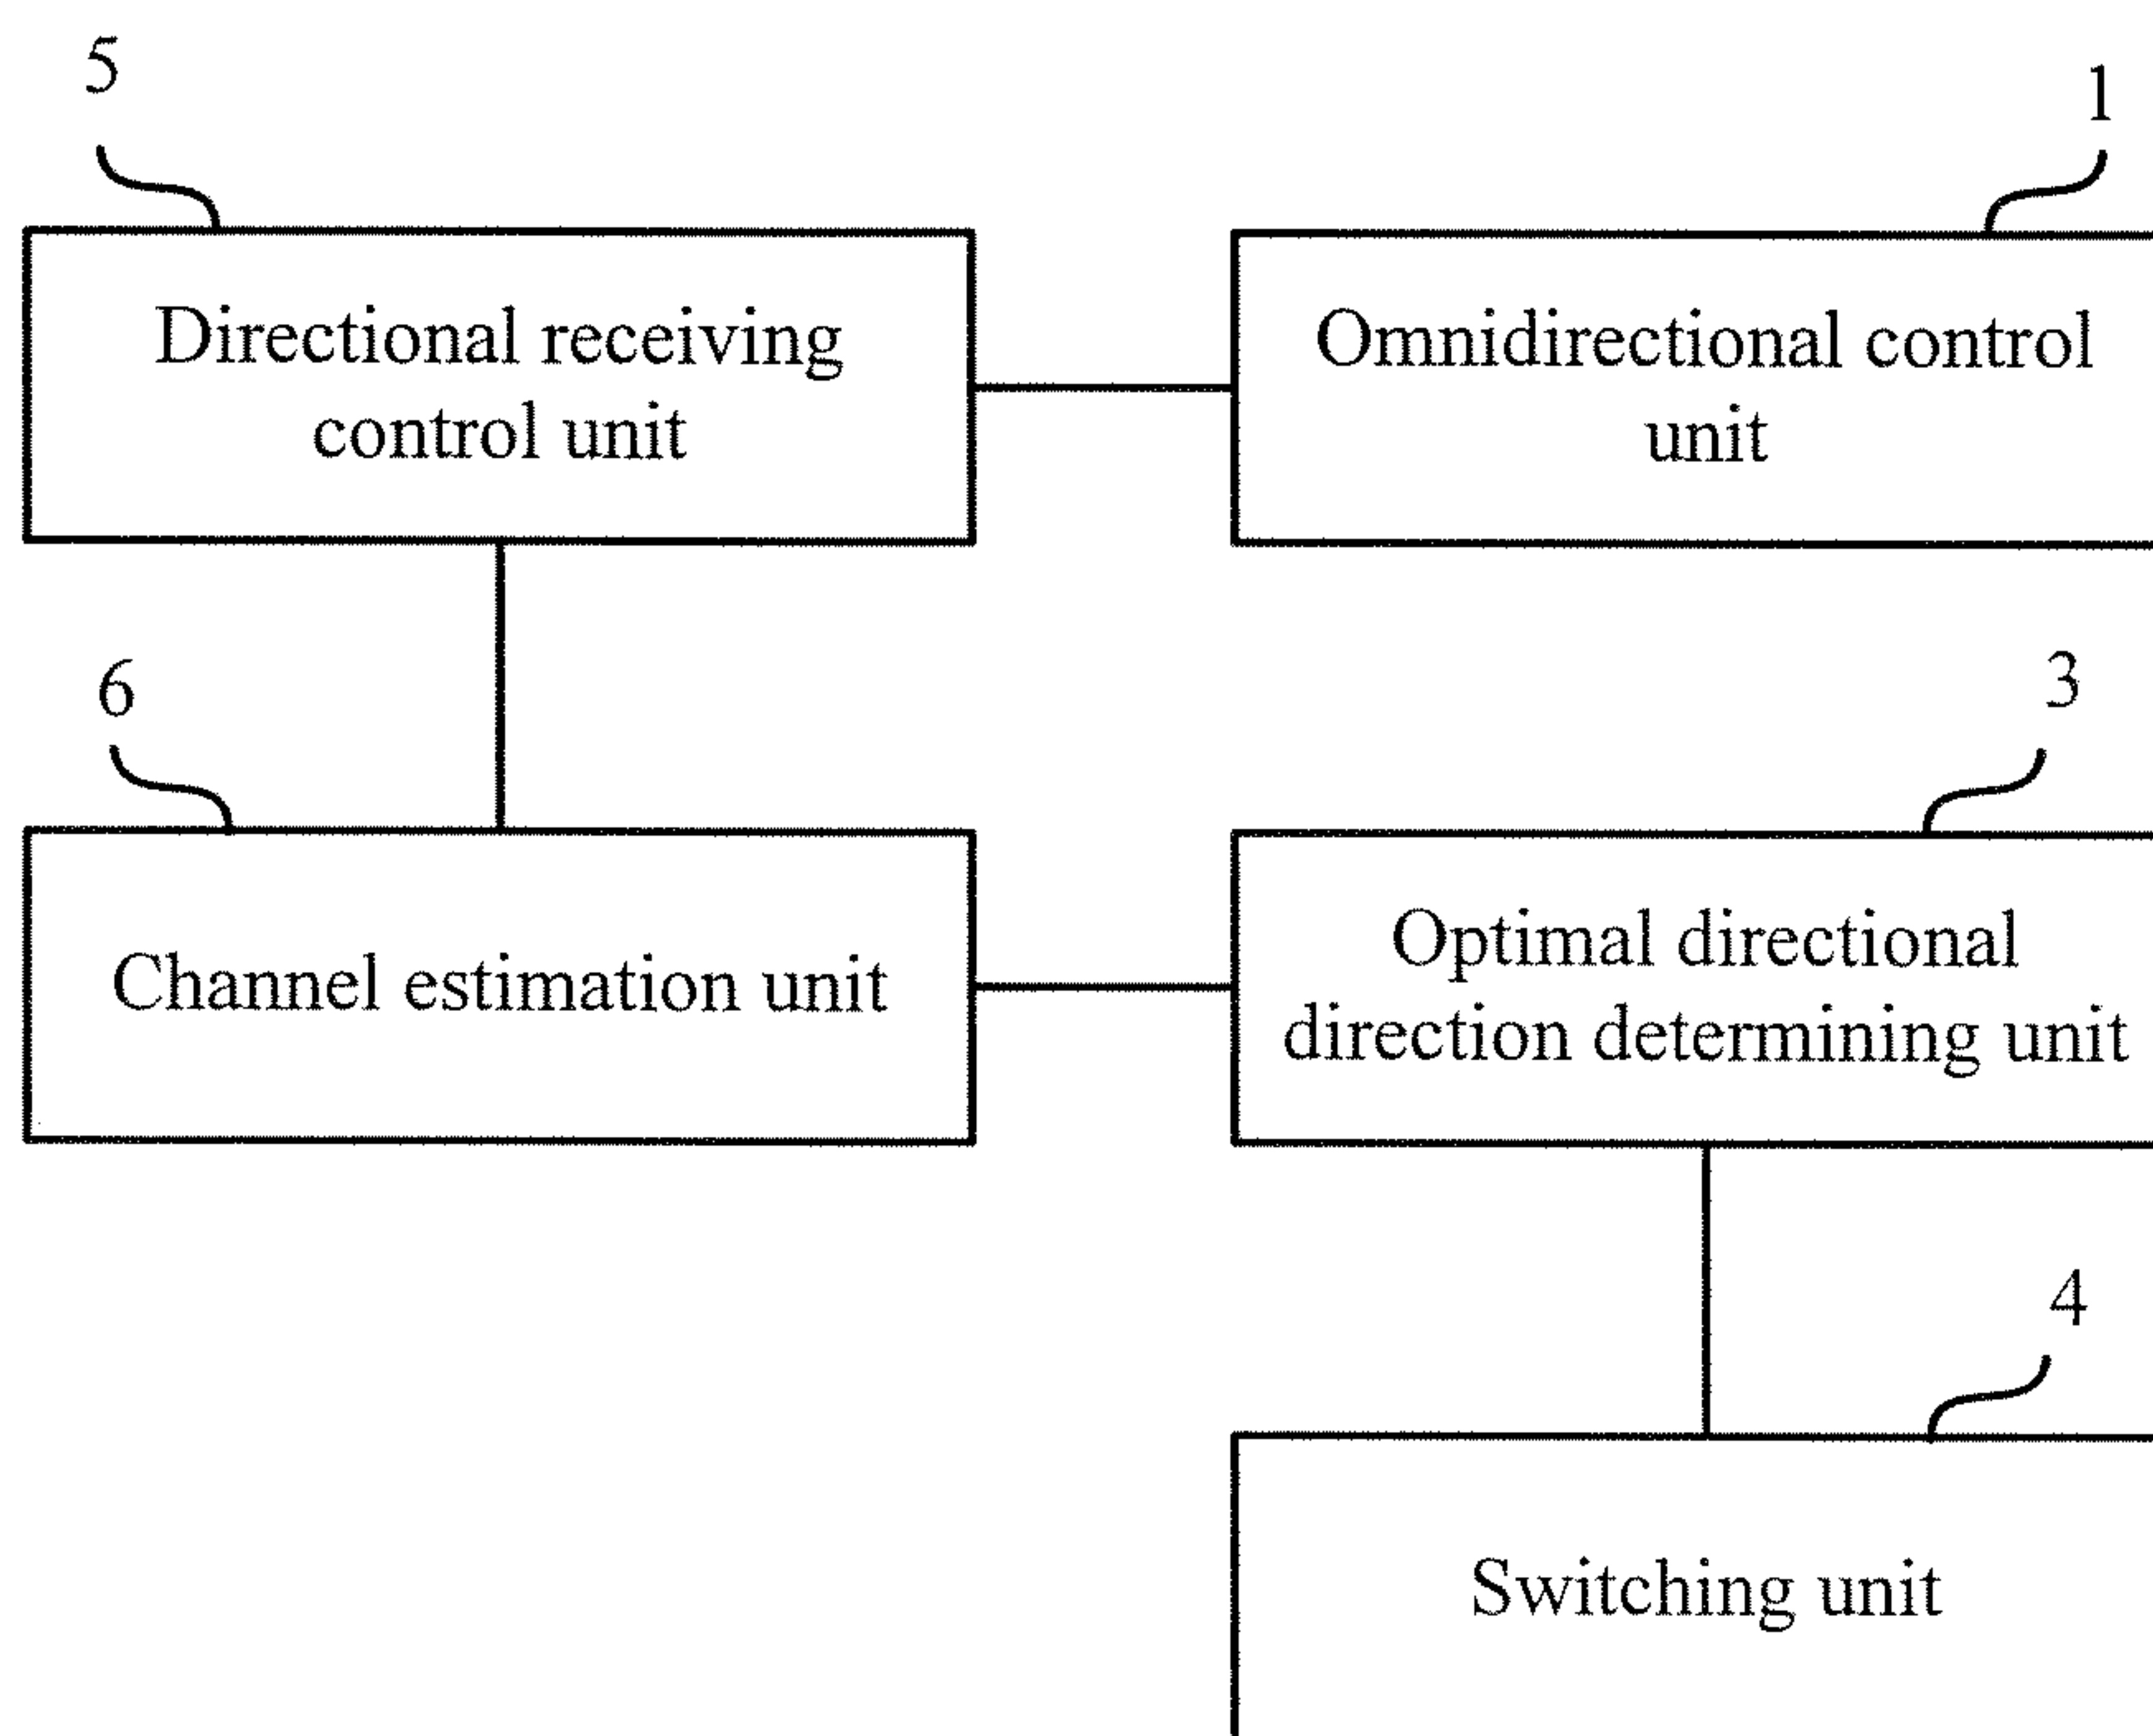 5
1
Directional receiving
control unit
Omnidirectional control
unit
6
3
Channel estimation unit
Optimal directional
direction determining unit
4
Switching unit